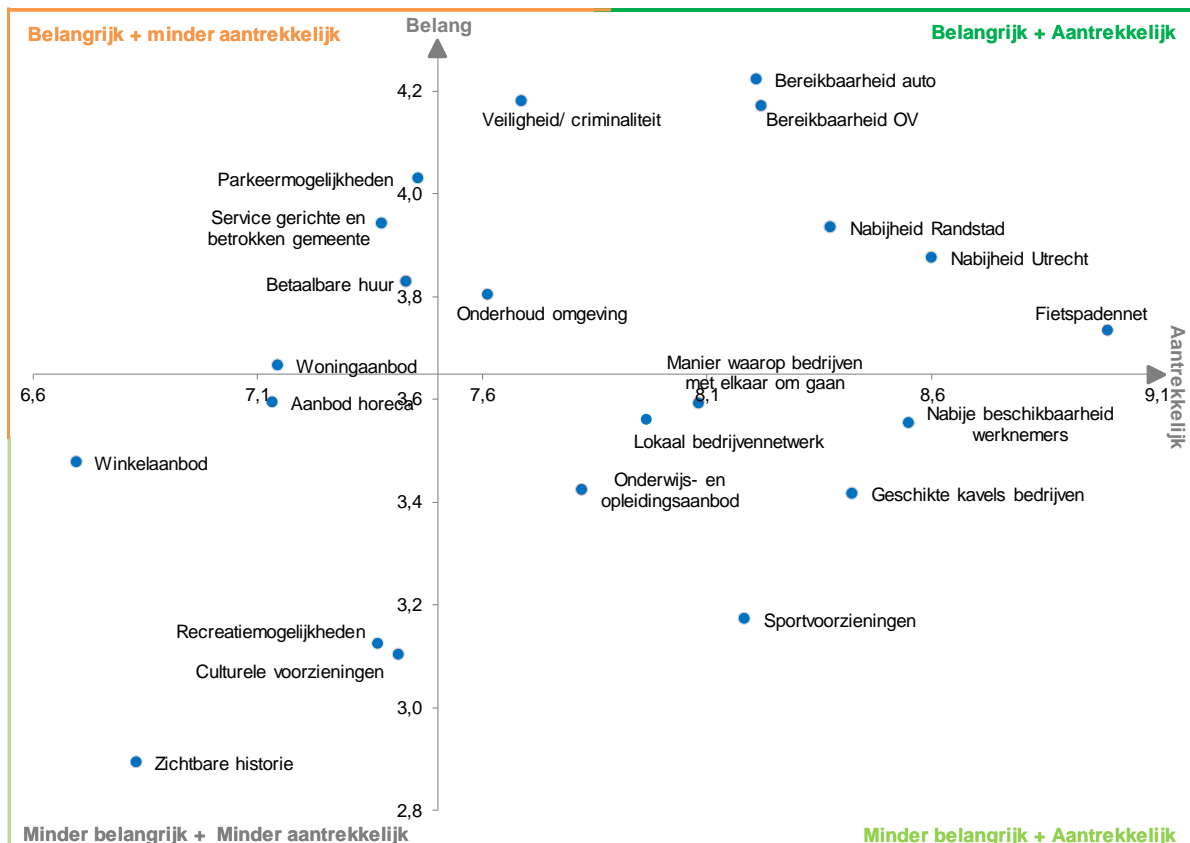 Belangrijk + minder aantrekkelijk
Belang
Belangrijk + Aantrekkelijk
4,2
Bereikbaarheid auto
Veiligheid/ criminaliteit
Bereikbaarheid OV
Parkeermogelijkheden
4,0
Service gerichte en
betrokken gemeente
Nabijheid Randstad
Nabijheid Utrecht
Betaalbare huur
3,8
Onderhoud omgeving
Fietspadennet
Aantrekkelijk
Woningaanbod
Manier waarop bedrijven
met elkaar om gaan
6,6
7,1
7,6
8,1
8,6
9,1
3,6
Aanbod horeca
Lokaal bedrijvennetwerk
Nabije beschikbaarheid
werknemers
Winkelaanbod
Onderwijs- en
opleidingsaanbod
Geschikte kavels bedrijven
3,4
3,2
Sportvoorzieningen
Recreatiemogelijkheden
Culturele voorzieningen
3,0
Zichtbare historie
2,8
Minder belangrijk + Minder aantrekkelijk
Minder belangrijk + Aantrekkelijk